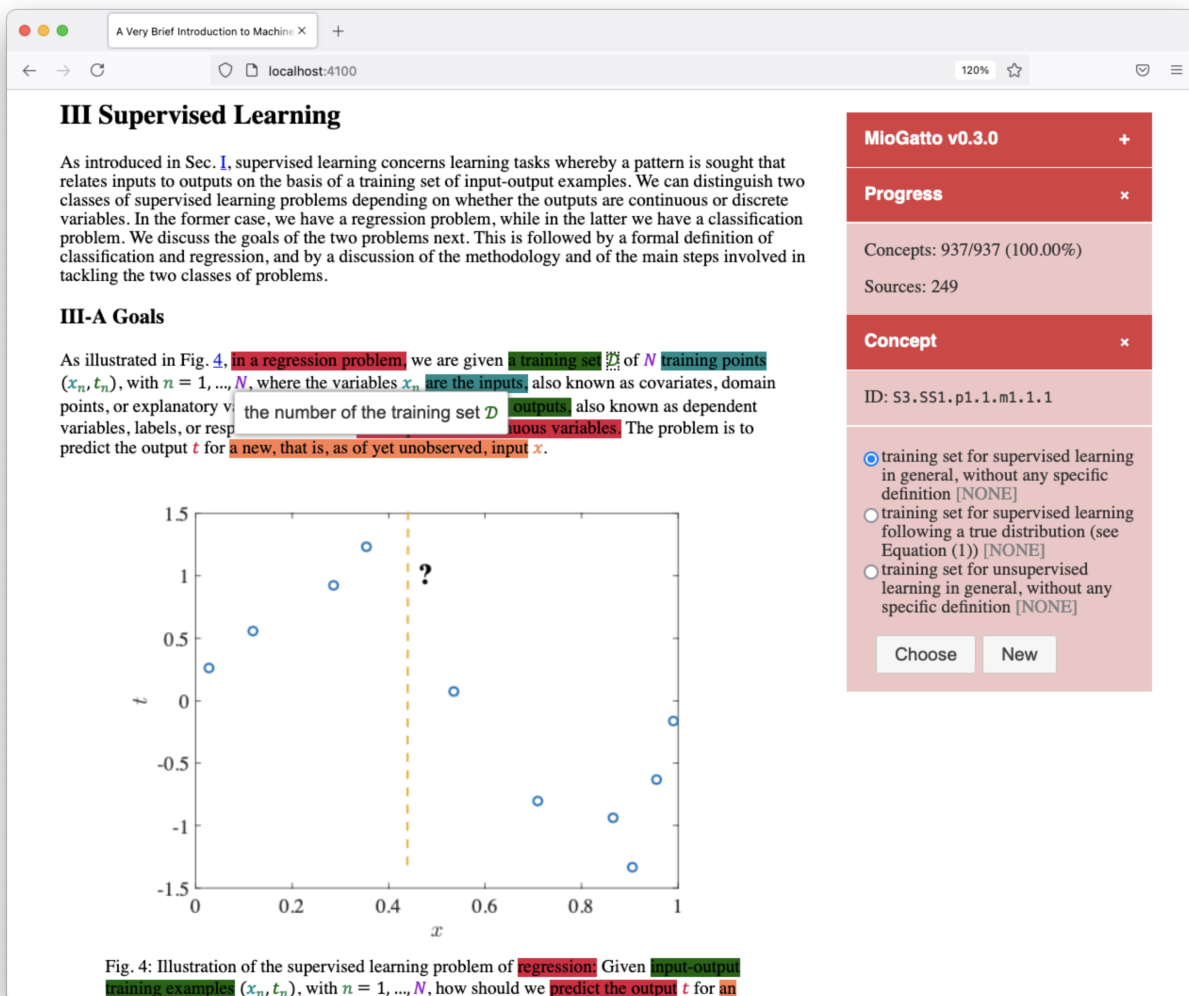 A Very Brief Introduction to Machine
localhost:4100
120%
III Supervised Learning
As introduced in Sec. I, supervised learning concerns learning tasks whereby a pattern is sought that
relates inputs to outputs on the basis of a training set of input-output examples. We can distinguish two
classes of supervised learning problems depending on whether the outputs are continuous or discrete
variables. In the former case, we have a regression problem, while in the latter we have a classification
problem. We discuss the goals of the two problems next. This is followed by a formal definition of
classification and regression, and by a discussion of the methodology and of the main steps involved in
tackling the two classes of problems.
III-A Goals
As illustrated in Fig. 4, in a regression problem, we are given a training set 𝒟 of N training points
(xₙ, tₙ), with n = 1, ..., N, where the variables xₙ are the inputs, also known as covariates, domain
points, or explanatory v outputs, also known as dependent
the number of the training set 𝒟
variables, labels, or resp uous variables. The problem is to
predict the output t for a new, that is, as of yet unobserved, input x.
1.5
1
0.5
0
-0.5
-1
-1.5
t
?
0 0.2 0.4 0.6 0.8 1
x
Fig. 4: Illustration of the supervised learning problem of regression: Given input-output
training examples (xₙ, tₙ), with n = 1, ..., N, how should we predict the output t for an
MioGatto v0.3.0 +
Progress ×
Concepts: 937/937 (100.00%)
Sources: 249
Concept ×
ID: S3.SS1.p1.1.m1.1.1
training set for supervised learning
in general, without any specific
definition [NONE]
training set for supervised learning
following a true distribution (see
Equation (1)) [NONE]
training set for unsupervised
learning in general, without any
specific definition [NONE]
Choose New